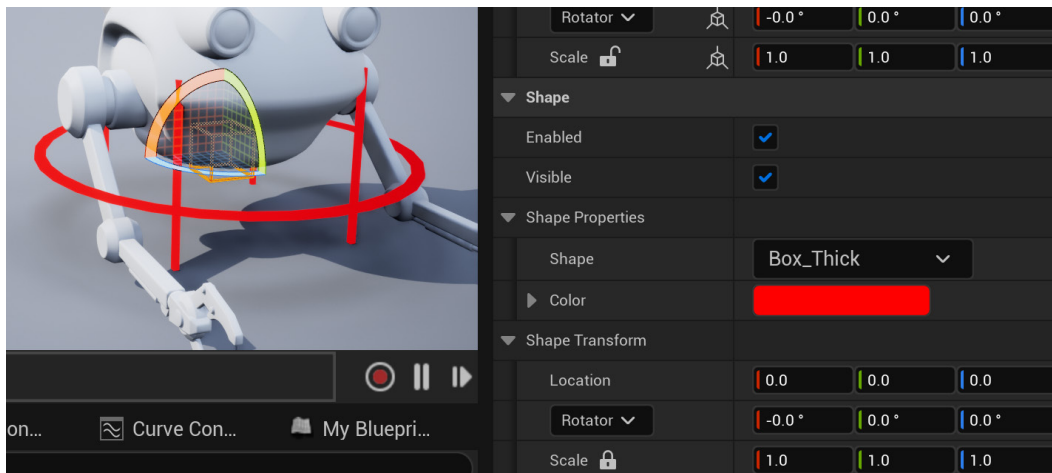 Rotator
-0.0 °
0.0 °
0.0 °
Scale
1.0
1.0
1.0
Shape
Enabled
Visible
Shape Properties
Shape
Box_Thick
Color
Shape Transform
Location
0.0
0.0
0.0
on...
Curve Con...
My Bluepri...
Rotator
-0.0 °
0.0 °
0.0 °
Scale
1.0
1.0
1.0